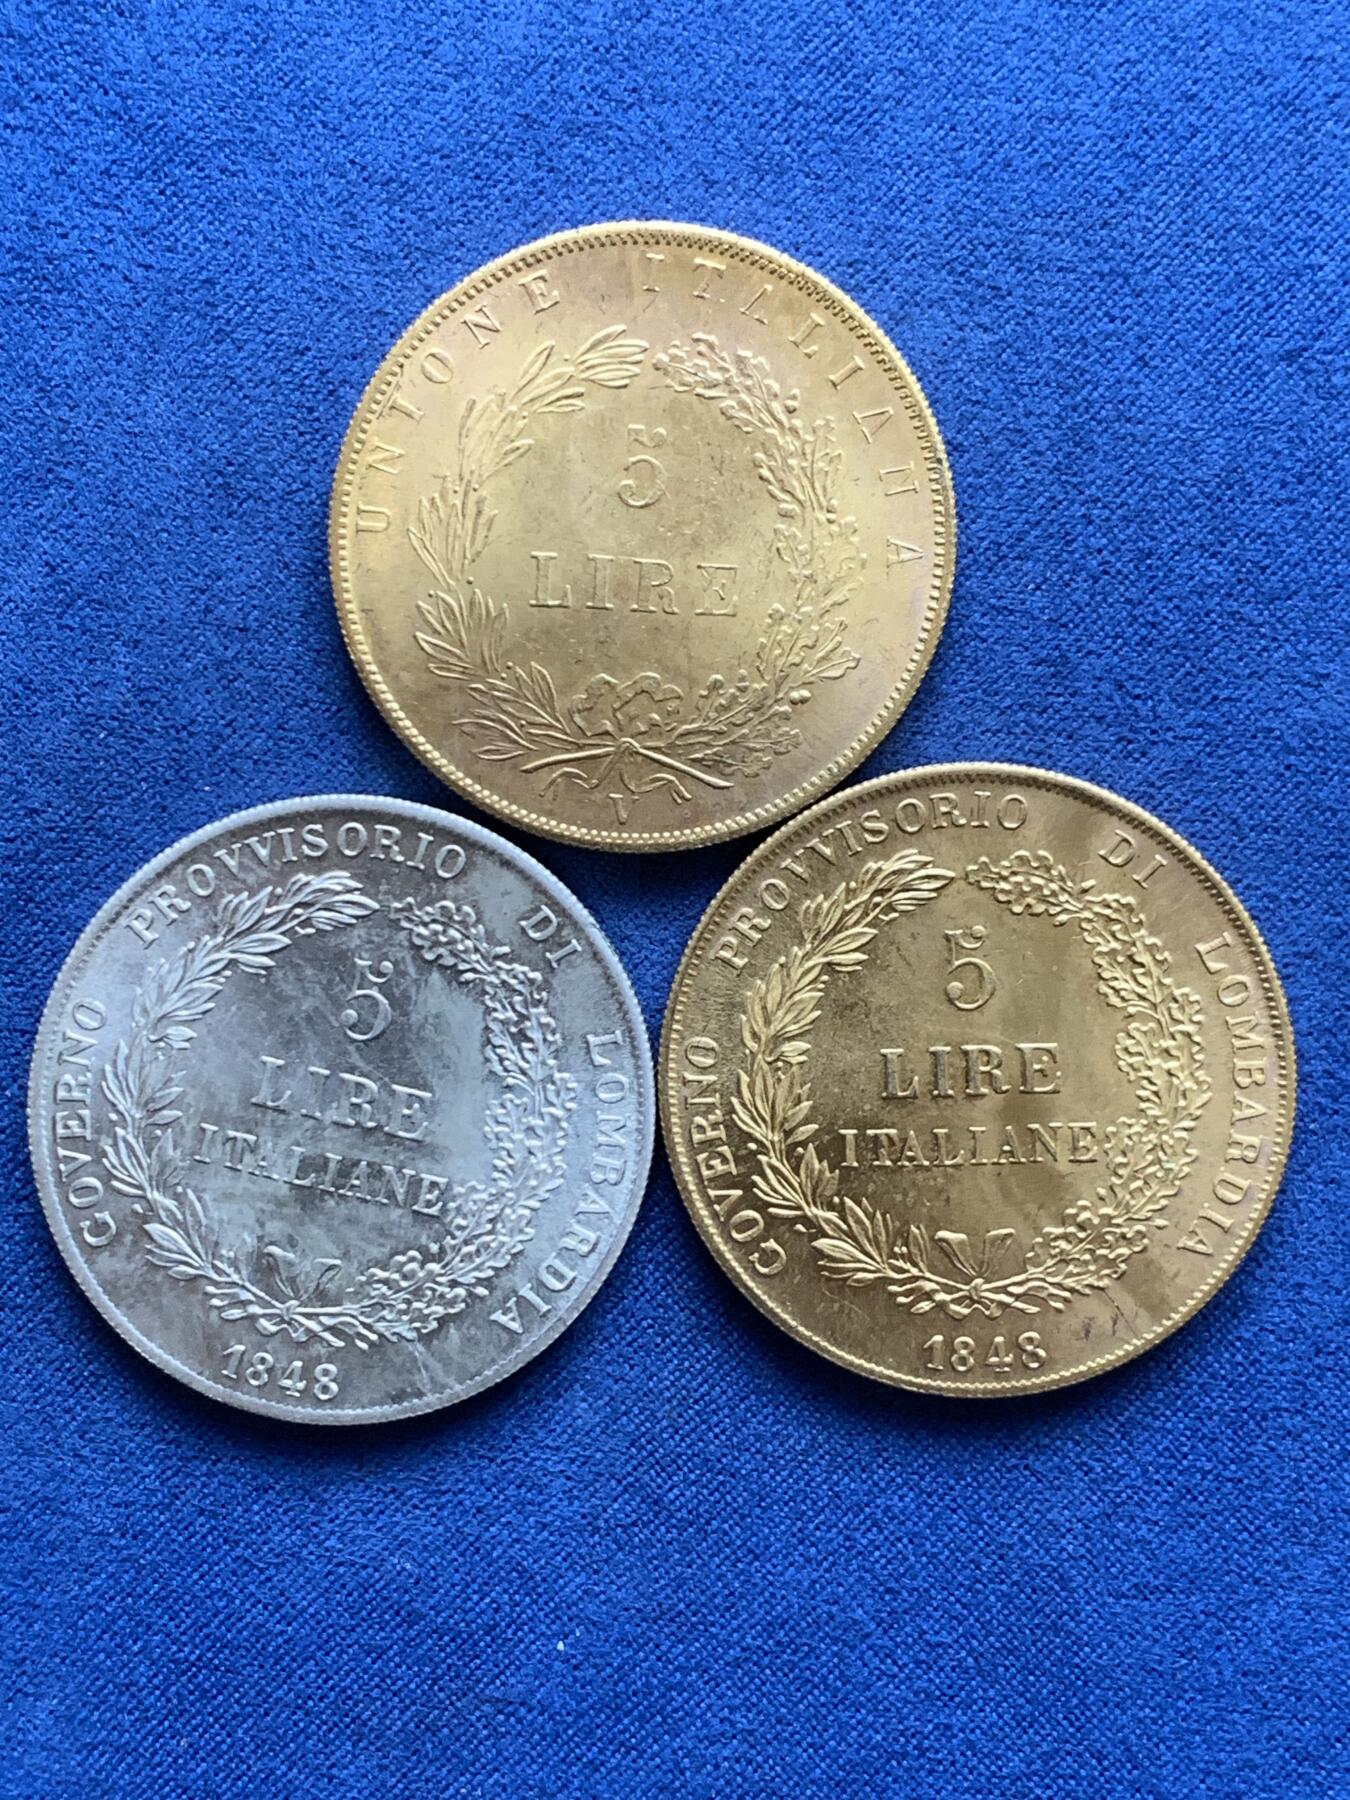 UNIONE ITALIANA
5
LIRE
V
GOVERNO PROVVISORIO DI LOMBARDIA
5
LIRE
ITALIANE
1848
GOVERNO PROVVISORIO DI LOMBARDIA
5
LIRE
ITALIANE
1848